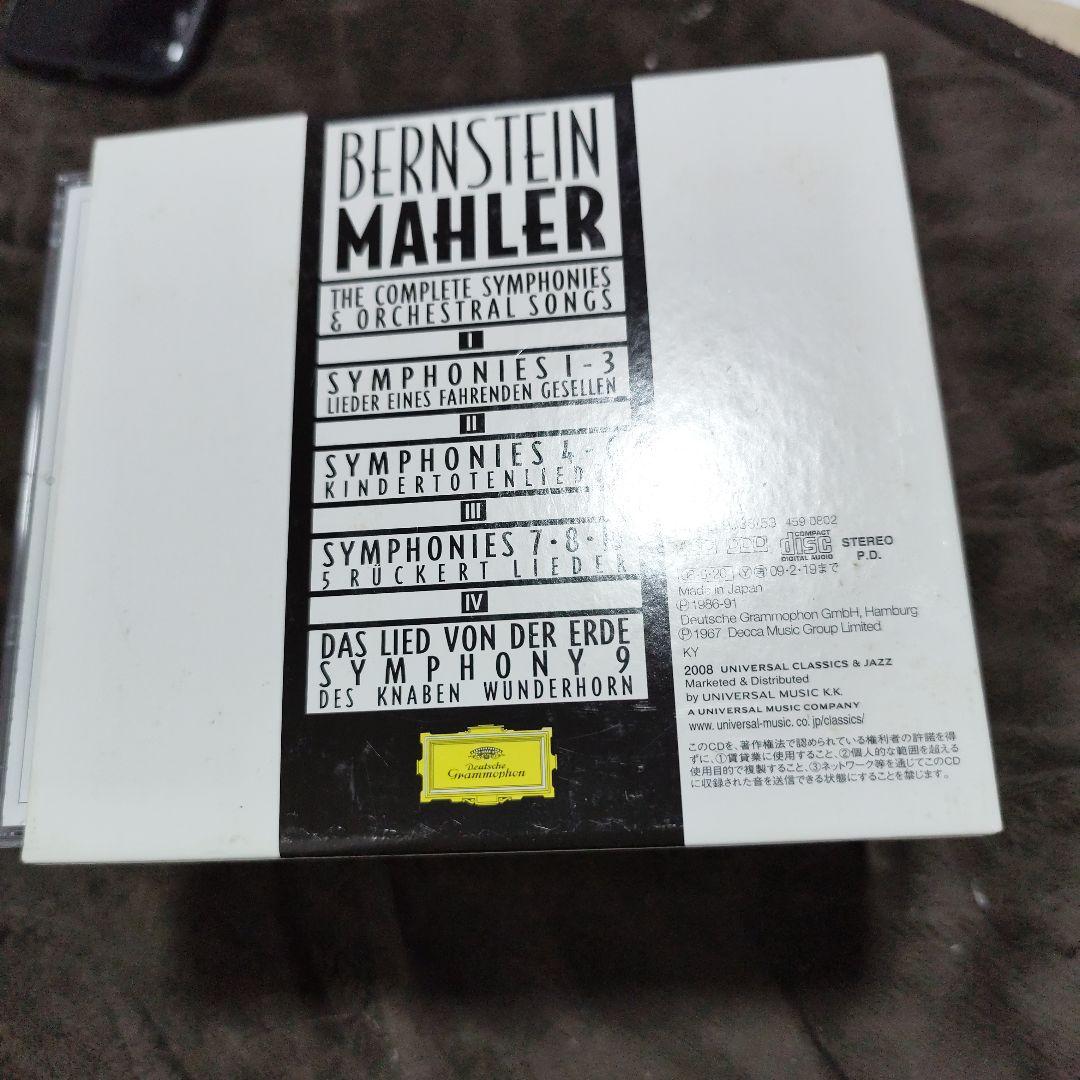 BERNSTEIN
MAHLER
THE COMPLETE SYMPHONIES
& ORCHESTRAL SONGS
I
SYMPHONIES 1-3
LIEDER EINES FAHRENDEN GESELLEN
II
SYMPHONIES 4-
III
SYMPHONIES 7·8·
5 RÜCKERT LIEDER
IV
DAS LIED VON DER ERDE
SYMPHONY 9
DES KNABEN WUNDERHORN
Deutsche
Grammophon
459 0802
COMPACT
disc
DIGITAL AUDIO
STEREO
P.D.
09·2·19まで
Made in Japan
Ⓟ1986-91
Deutsche Grammophon GmbH, Hamburg
Ⓟ1967 Decca Music Group Limited
KY
2008 UNIVERSAL CLASSICS & JAZZ
Marketed & Distributed
by UNIVERSAL MUSIC K.K.
A UNIVERSAL MUSIC COMPANY
www.universal-music.co.jp/classics/
このCDを、著作権法で認められている権利者の許諾を得
ずに、①賃貸業に使用すること、②個人的な範囲を超える
使用目的で複製すること、③ネットワーク等を通じてこのCD
に収録された音を送信できる状態にすることを禁じます。